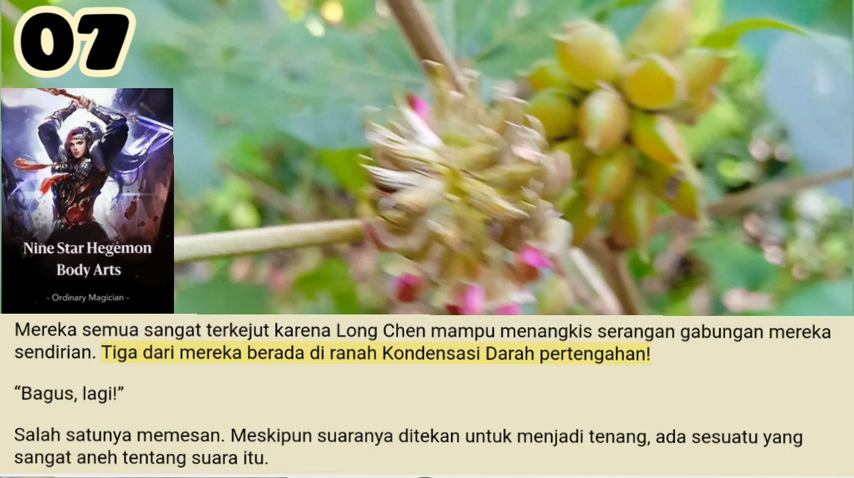 07
Nine Star Hegemon
Body Arts
- Ordinary Magician -
Mereka semua sangat terkejut karena Long Chen mampu menangkis serangan gabungan mereka
sendirian. Tiga dari mereka berada di ranah Kondensasi Darah pertengahan!
“Bagus, lagi!”
Salah satunya memesan. Meskipun suaranya ditekan untuk menjadi tenang, ada sesuatu yang
sangat aneh tentang suara itu.